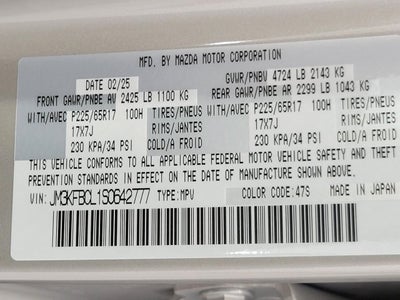 MFD. BY MAZDA MOTOR CORPORATION
DATE 02/25 GVWR/PNBV 4724 LB 2143 KG
FRONT GAWR/PNBE AV 2425 LB 1100 KG REAR GAWR/PNBE AR 2299 LB 1043 KG
WITH/AVEC P225/65R17 100H TIRES/PNEUS WITH/AVEC P225/65R17 100H TIRES/PNEUS
17X7J RIMS/JANTES 17X7J RIMS/JANTES
230 KPA/34 PSI COLD/A FROID 230 KPA/34 PSI COLD/A FROID
THIS VEHICLE CONFORMS TO ALL APPLICABLE FEDERAL MOTOR VEHICLE SAFETY AND THEFT
PREVENTION STANDARDS IN EFFECT ON THE DATE OF MANUFACTURE SHOWN ABOVE.
VIN: JM3KFBCL1S0642777 TYPE: MPV COLOR CODE: 47S MADE IN JAPAN